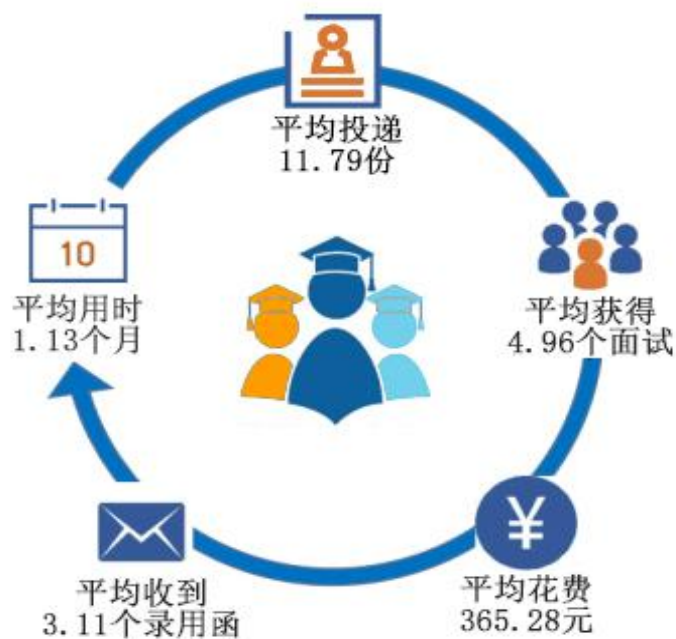 平均投递
11.79份
平均获得
4.96个面试
¥
平均花费
365.28元
平均收到
3.11个录用函
10
平均用时
1.13个月